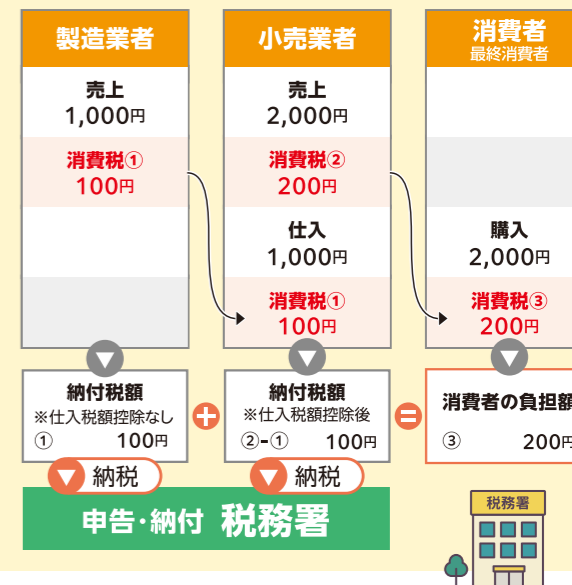 製造業者
売上
1,000円
消費税①
100円
納付税額
※仕入税額控除なし
① 100円
納税
+
小売業者
売上
2,000円
消費税②
200円
仕入
1,000円
消費税①
100円
納付税額
※仕入税額控除後
②-① 100円
納税
=
消費者
最終消費者
購入
2,000円
消費税③
200円
消費者の負担額
③ 200円
申告・納付 税務署
税務署